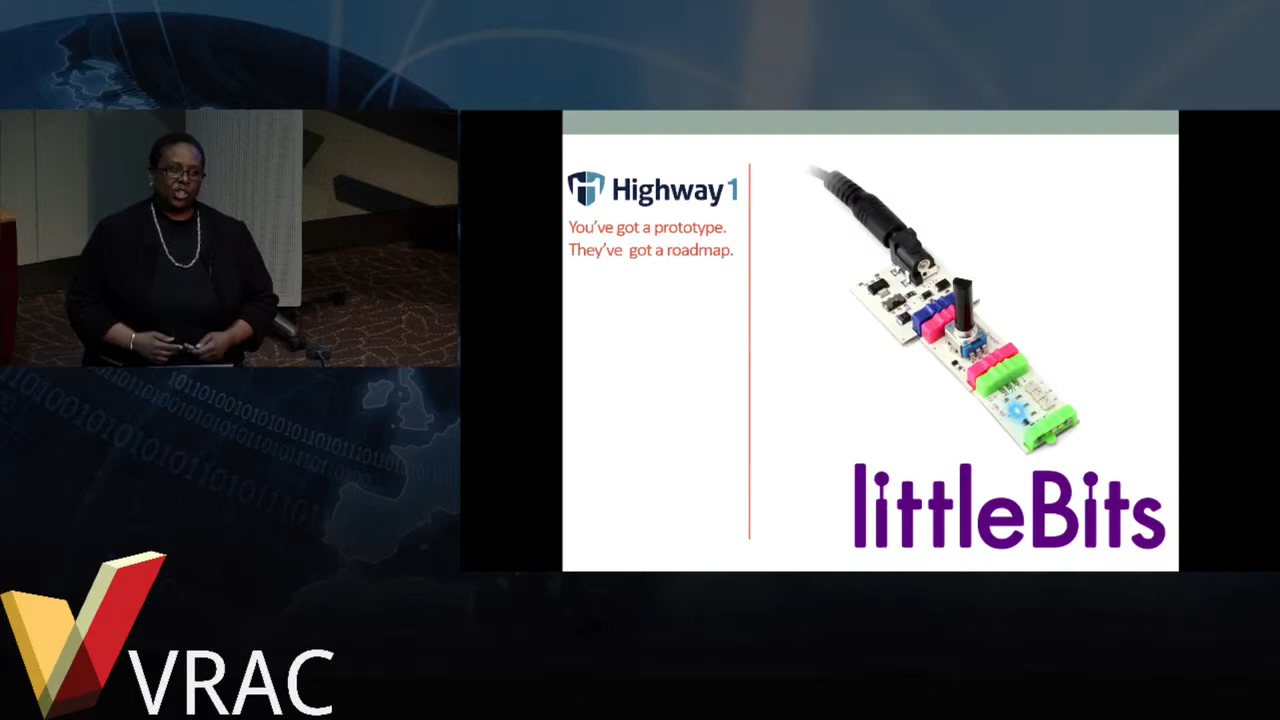 Highway1
You've got a prototype.
They've got a roadmap.
littleBits
VRAC